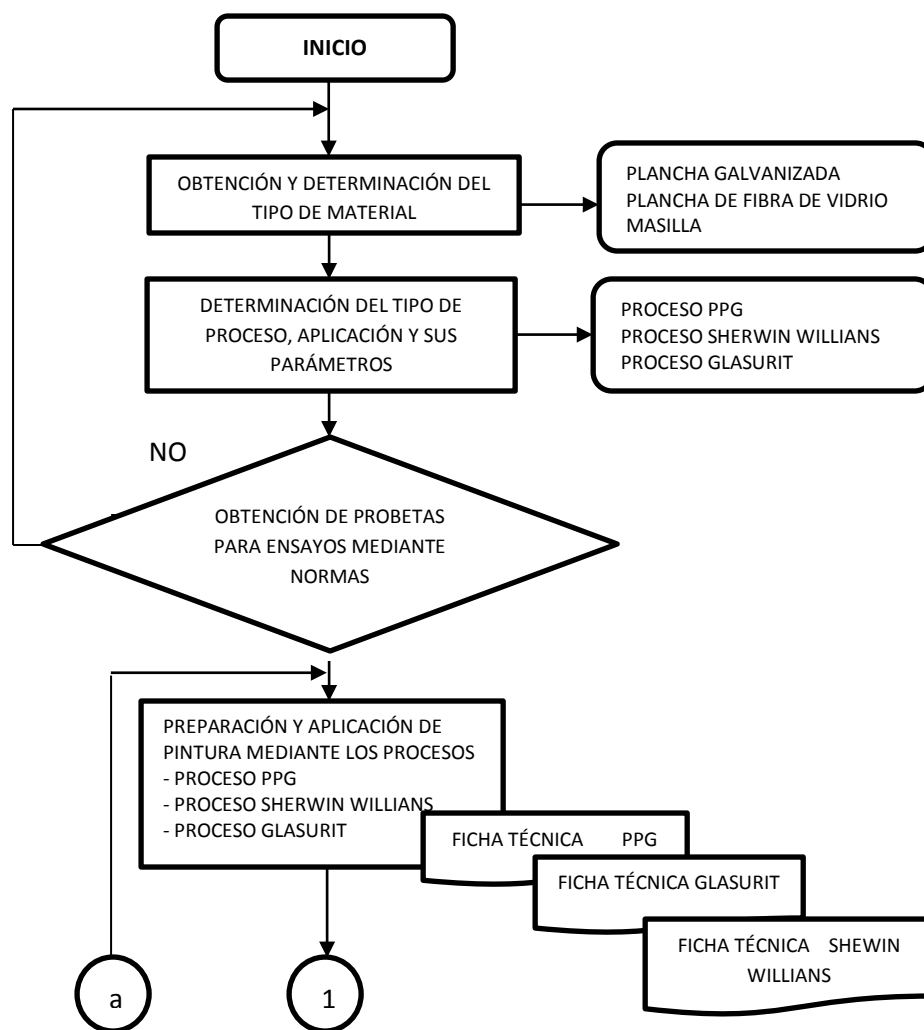 INICIO
OBTENCIÓN Y DETERMINACIÓN DEL
TIPO DE MATERIAL
PLANCHA GALVANIZADA
PLANCHA DE FIBRA DE VIDRIO
MASILLA
DETERMINACIÓN DEL TIPO DE
PROCESO, APLICACIÓN Y SUS
PARÁMETROS
PROCESO PPG
PROCESO SHERWIN WILLIANS
PROCESO GLASURIT
NO
OBTENCIÓN DE PROBETAS
PARA ENSAYOS MEDIANTE
NORMAS
PREPARACIÓN Y APLICACIÓN DE
PINTURA MEDIANTE LOS PROCESOS
- PROCESO PPG
- PROCESO SHERWIN WILLIANS
- PROCESO GLASURIT
FICHA TÉCNICA PPG
FICHA TÉCNICA GLASURIT
FICHA TÉCNICA SHEWIN
WILLIANS
a
1